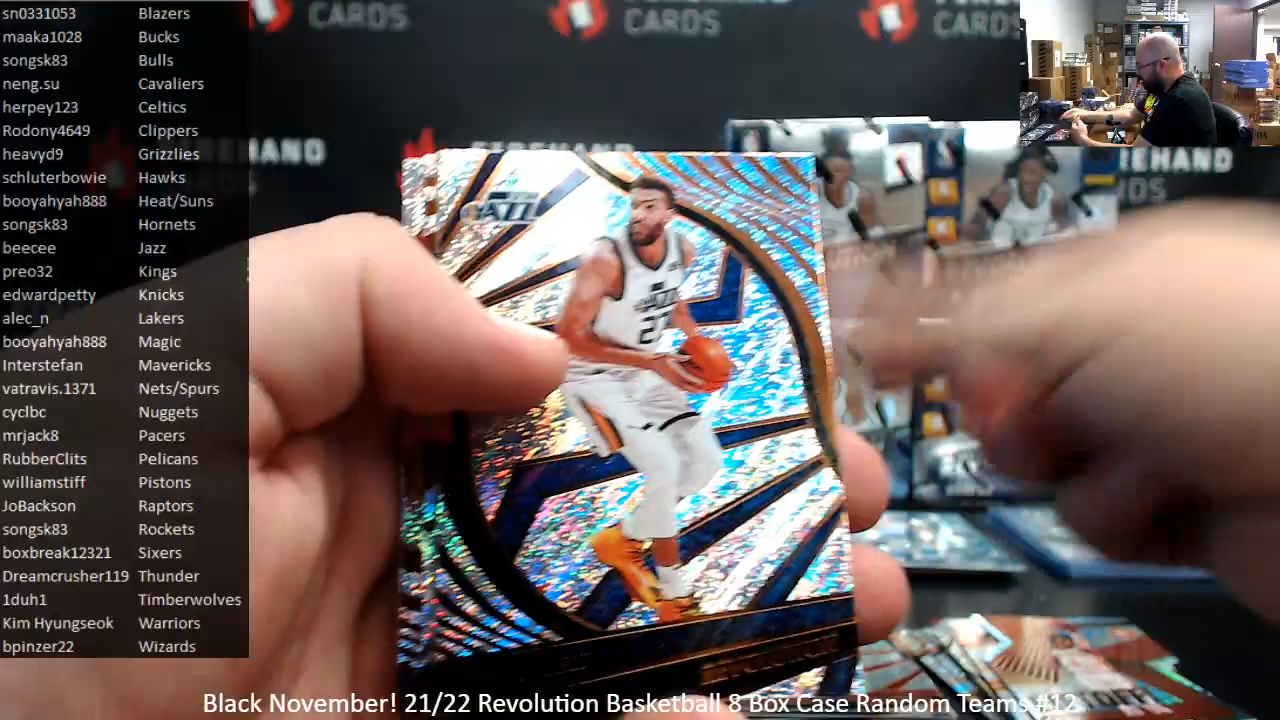 sn0331053 Blazers
maaka1028 Bucks
songsk83 Bulls
neng.su Cavaliers
herpey123 Celtics
Rodony4649 Clippers
heavyd9 Grizzlies
schluterbowie Hawks
booyahyah888 Heat/Suns
songsk83 Hornets
beecee Jazz
preo32 Kings
edwardpetty Knicks
alec_n Lakers
booyahyah888 Magic
Interstefan Mavericks
vatravis.1371 Nets/Spurs
cyclbc Nuggets
mrjack8 Pacers
RubberClits Pelicans
williamstiff Pistons
JoBackson Raptors
songsk83 Rockets
boxbreak12321 Sixers
Dreamcrusher119 Thunder
1duh1 Timberwolves
Kim Hyungseok Warriors
bpinzer22 Wizards
CARDS
CARDS
CARDS
JAZZ
27
Black November! 21/22 Revolution Basketball 8 Box Case Random Teams #12